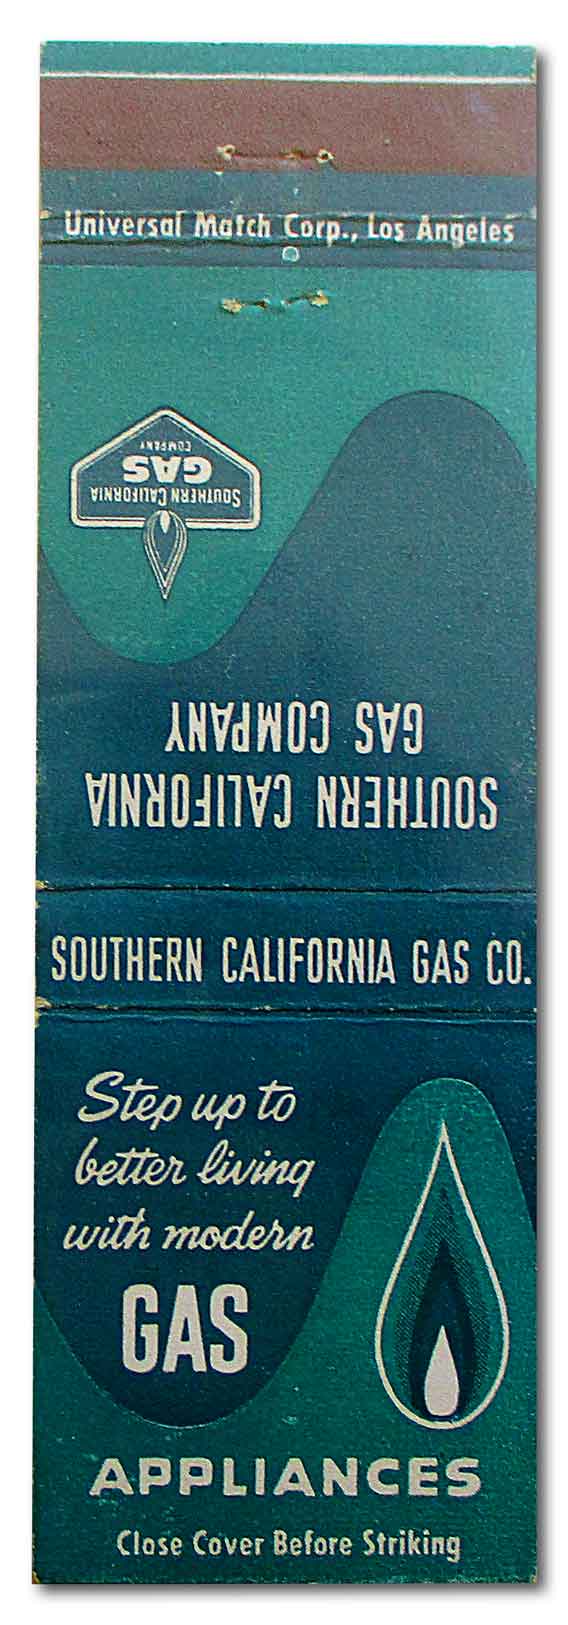 Universal Match Corp., Los Angeles
SOUTHERN CALIFORNIA
GAS
COMPANY
SOUTHERN CALIFORNIA
GAS COMPANY
SOUTHERN CALIFORNIA GAS CO.
Step up to
better living
with modern
GAS
APPLIANCES
Close Cover Before Striking